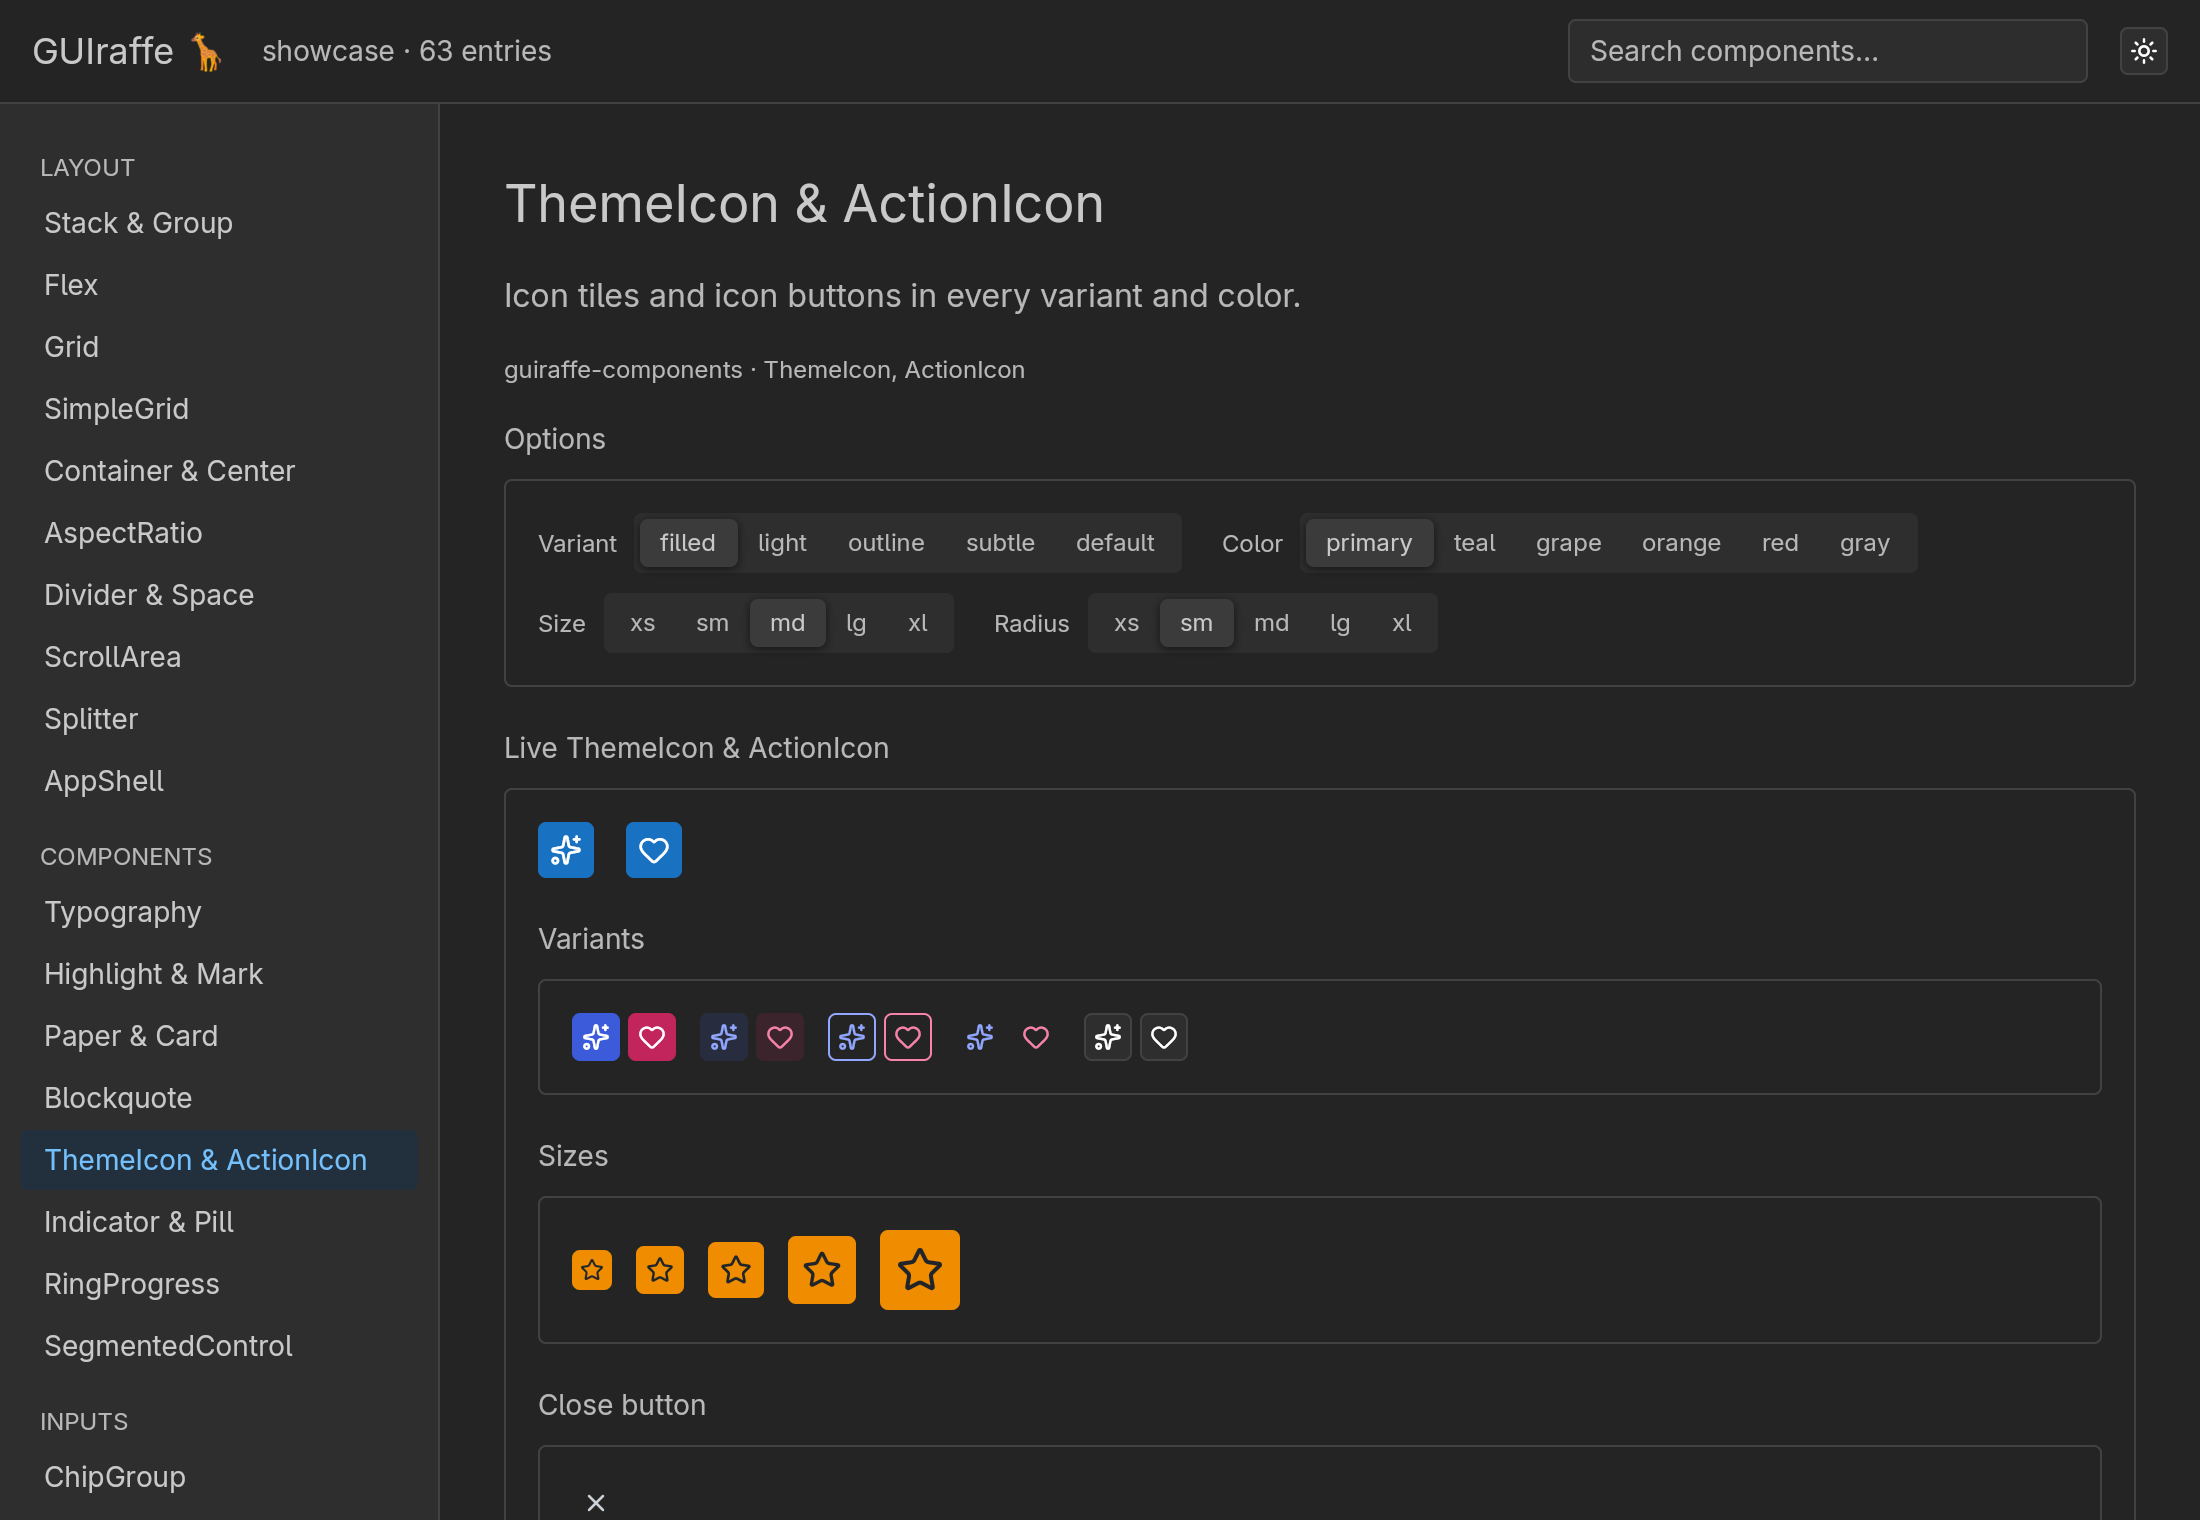 GUIraffe 🦒
showcase · 63 entries
Search components...
LAYOUT
Stack & Group
Flex
Grid
SimpleGrid
Container & Center
AspectRatio
Divider & Space
ScrollArea
Splitter
AppShell
COMPONENTS
Typography
Highlight & Mark
Paper & Card
Blockquote
ThemeIcon & ActionIcon
Indicator & Pill
RingProgress
SegmentedControl
INPUTS
ChipGroup
ThemeIcon & ActionIcon
Icon tiles and icon buttons in every variant and color.
guiraffe-components · ThemeIcon, ActionIcon
Options
Variant filled light outline subtle default Color primary teal grape orange red gray
Size xs sm md lg xl Radius xs sm md lg xl
Live ThemeIcon & ActionIcon
Variants
Sizes
Close button